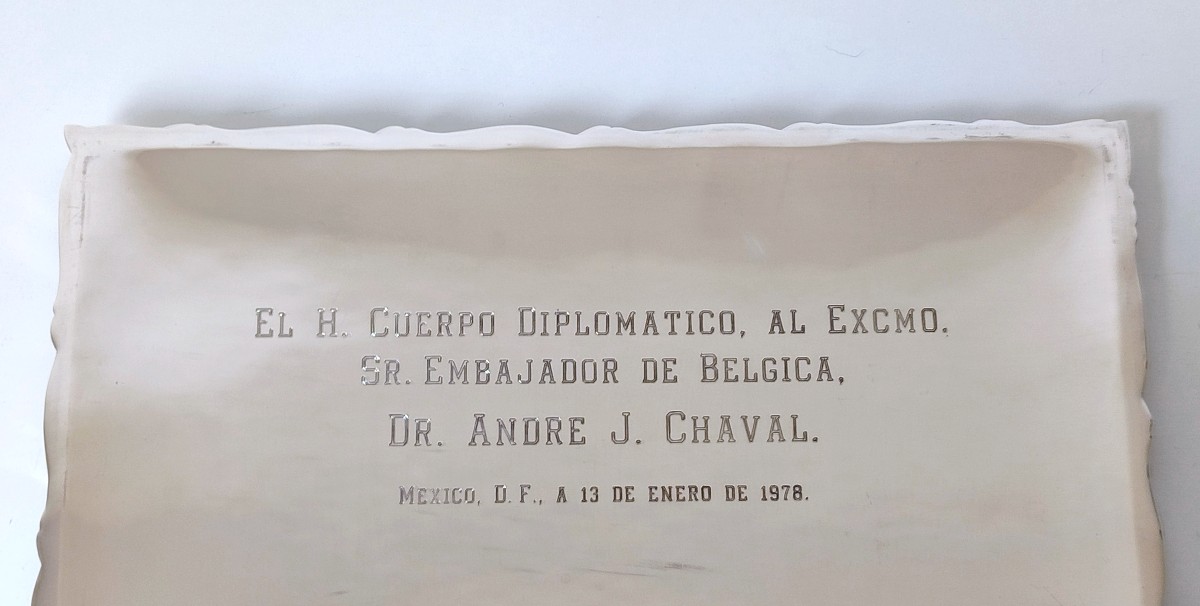 El H. Cuerpo Diplomatico, al Excmo.
Sr. Embajador de Belgica,
Dr. Andre J. Chaval.
Mexico, D.F., a 13 de enero de 1978.